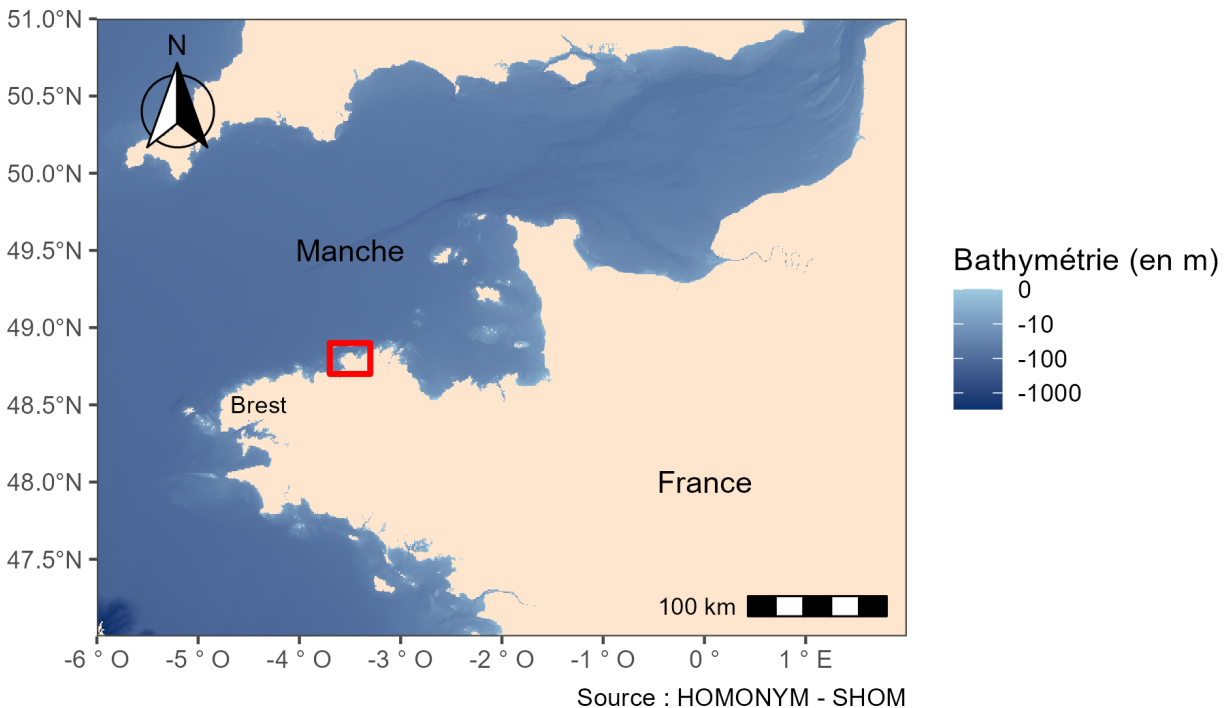 51.0°N
N
50.5°N
50.0°N
49.5°N
Manche
Bathymétrie (en m)
0
-10
-100
-1000
49.0°N
48.5°N
Brest
48.0°N
France
47.5°N
100 km
-6 ° O
-5 ° O
-4 ° O
-3 ° O
-2 ° O
-1 ° O
0 °
1 ° E
Source : HOMONYM - SHOM